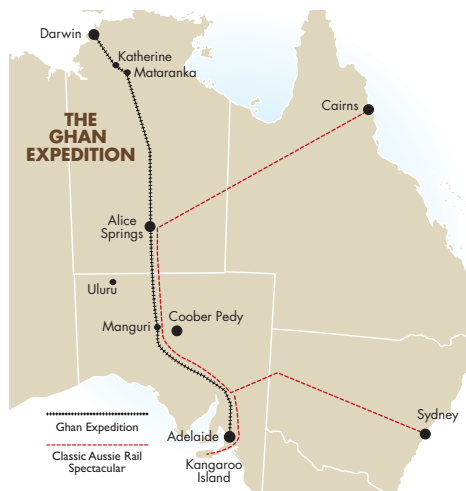 Darwin
Katherine
Mataranka
THE
GHAN
EXPEDITION
Cairns
Alice
Springs
Uluru
Coober Pedy
Manguri
Ghan Expedition
Classic Aussie Rail
Spectacular
Adelaide
Kangaroo
Island
Sydney